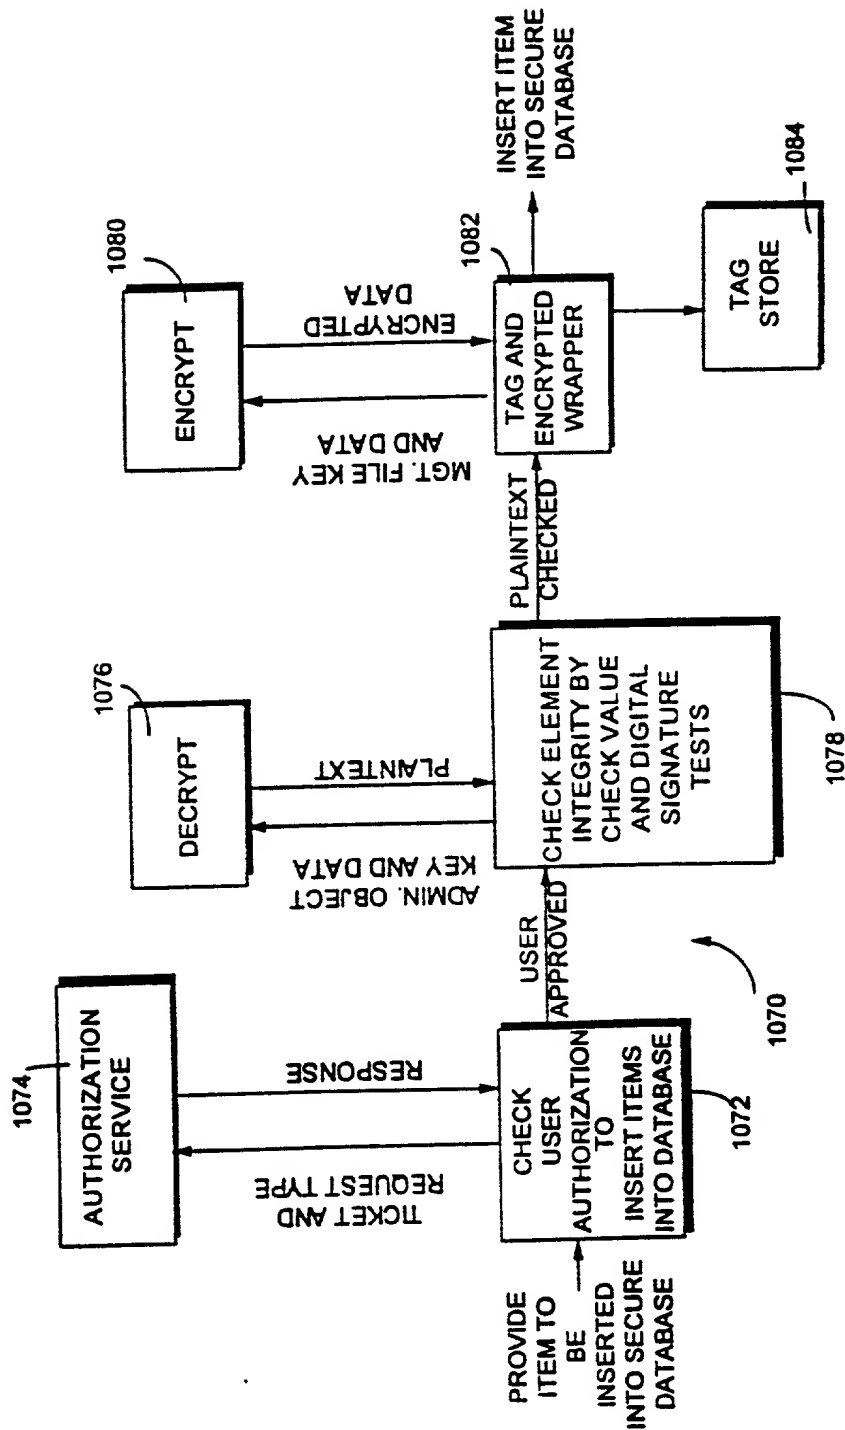 PROVIDE
ITEM TO
BE
INSERTED
INTO SECURE
DATABASE
CHECK
USER
AUTHORIZATION
TO
INSERT ITEMS
INTO DATABASE
1072
TICKET AND
REQUEST TYPE
RESPONSE
AUTHORIZATION
SERVICE
1074
USER
APPROVED
1070
CHECK ELEMENT
INTEGRITY BY
CHECK VALUE
AND DIGITAL
SIGNATURE
TESTS
1078
ADMIN. OBJECT
KEY AND DATA
PLAINTEXT
DECRYPT
1076
PLAINTEXT
CHECKED
TAG AND
ENCRYPTED
WRAPPER
1082
MGT. FILE KEY
AND DATA
ENCRYPTED
DATA
ENCRYPT
1080
INSERT ITEM
INTO SECURE
DATABASE
TAG
STORE
1084